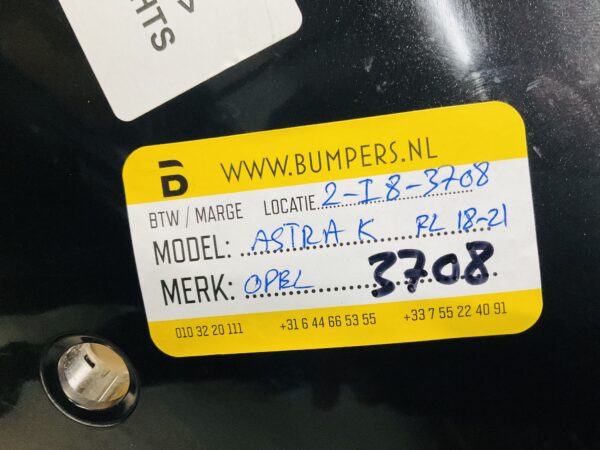 HTS
WWW.BUMPERS.NL
BTW / MARGE LOCATIE 2-I8-3708
MODEL: ASTRA K FL 18-21
MERK: OPEL 3708
010 32 20 111 +31 6 44 66 53 55 +33 7 55 22 40 91